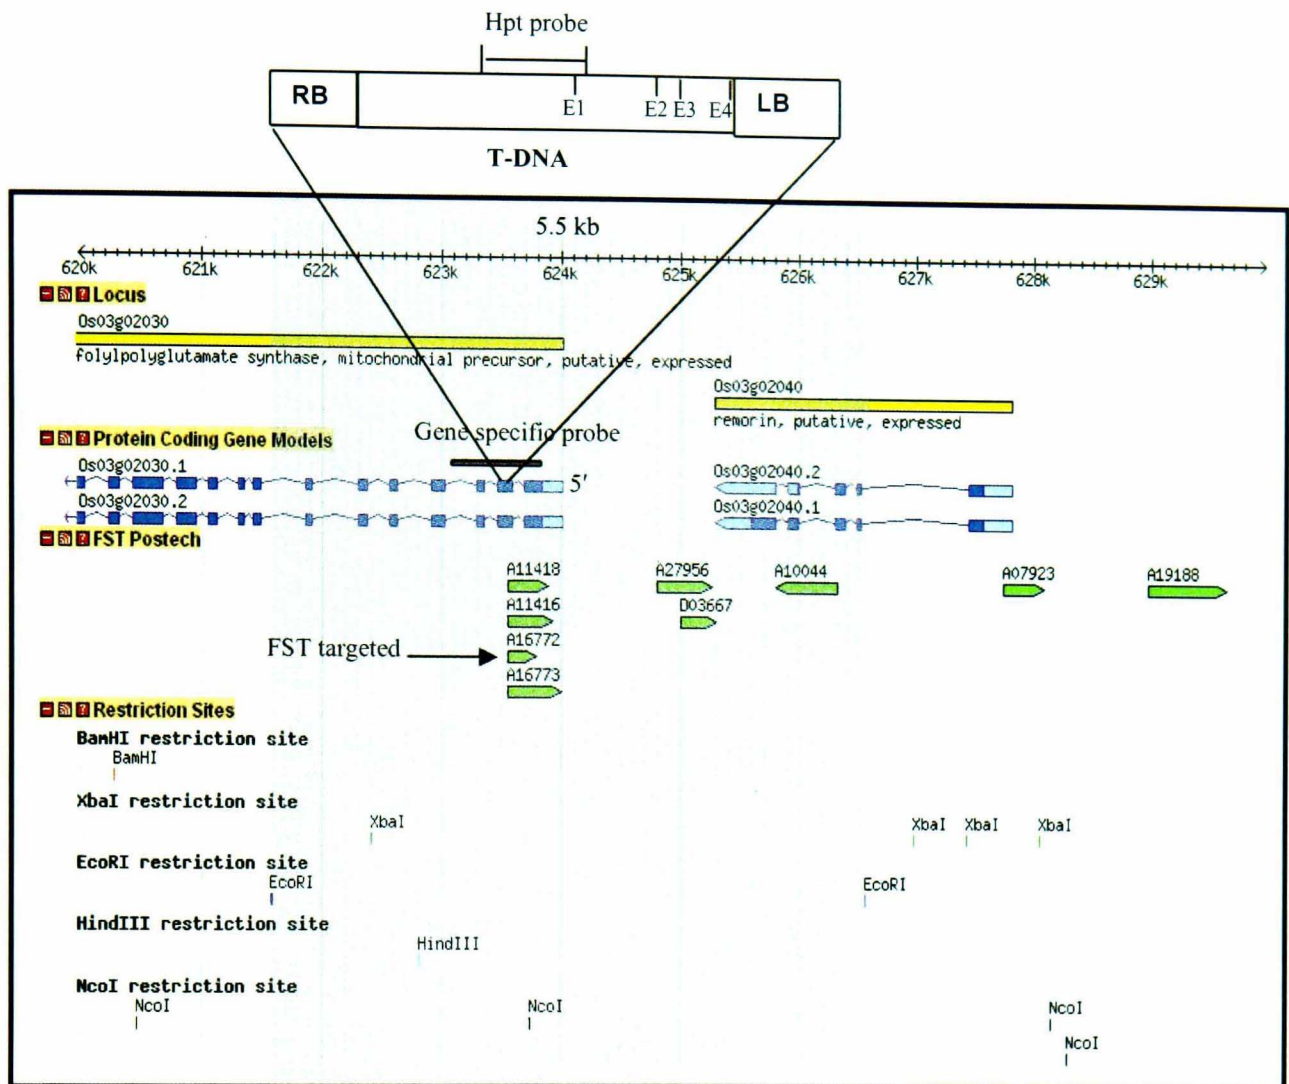 Hpt probe
RB
E1
E2
E3
E4
LB
T-DNA
5.5 kb
620k 621k 622k 623k 624k 625k 626k 627k 628k 629k
Locus
Os03g02030
folylpolyglutamate synthase, mitochondrial precursor, putative, expressed
Os03g02040
remorin, putative, expressed
Gene specific probe
Protein Coding Gene Models
Os03g02030.1
5'
Os03g02040.2
Os03g02030.2
Os03g02040.1
FST Postech
A11418 A27956 A10044 A07923 A19188
A11416 D03667
A16772
FST targeted
A16773
Restriction Sites
BamHI restriction site
BamHI
XbaI restriction site
XbaI XbaI XbaI XbaI
EcoRI restriction site
EcoRI EcoRI
HindIII restriction site
HindIII
NcoI restriction site
NcoI NcoI NcoI
NcoI